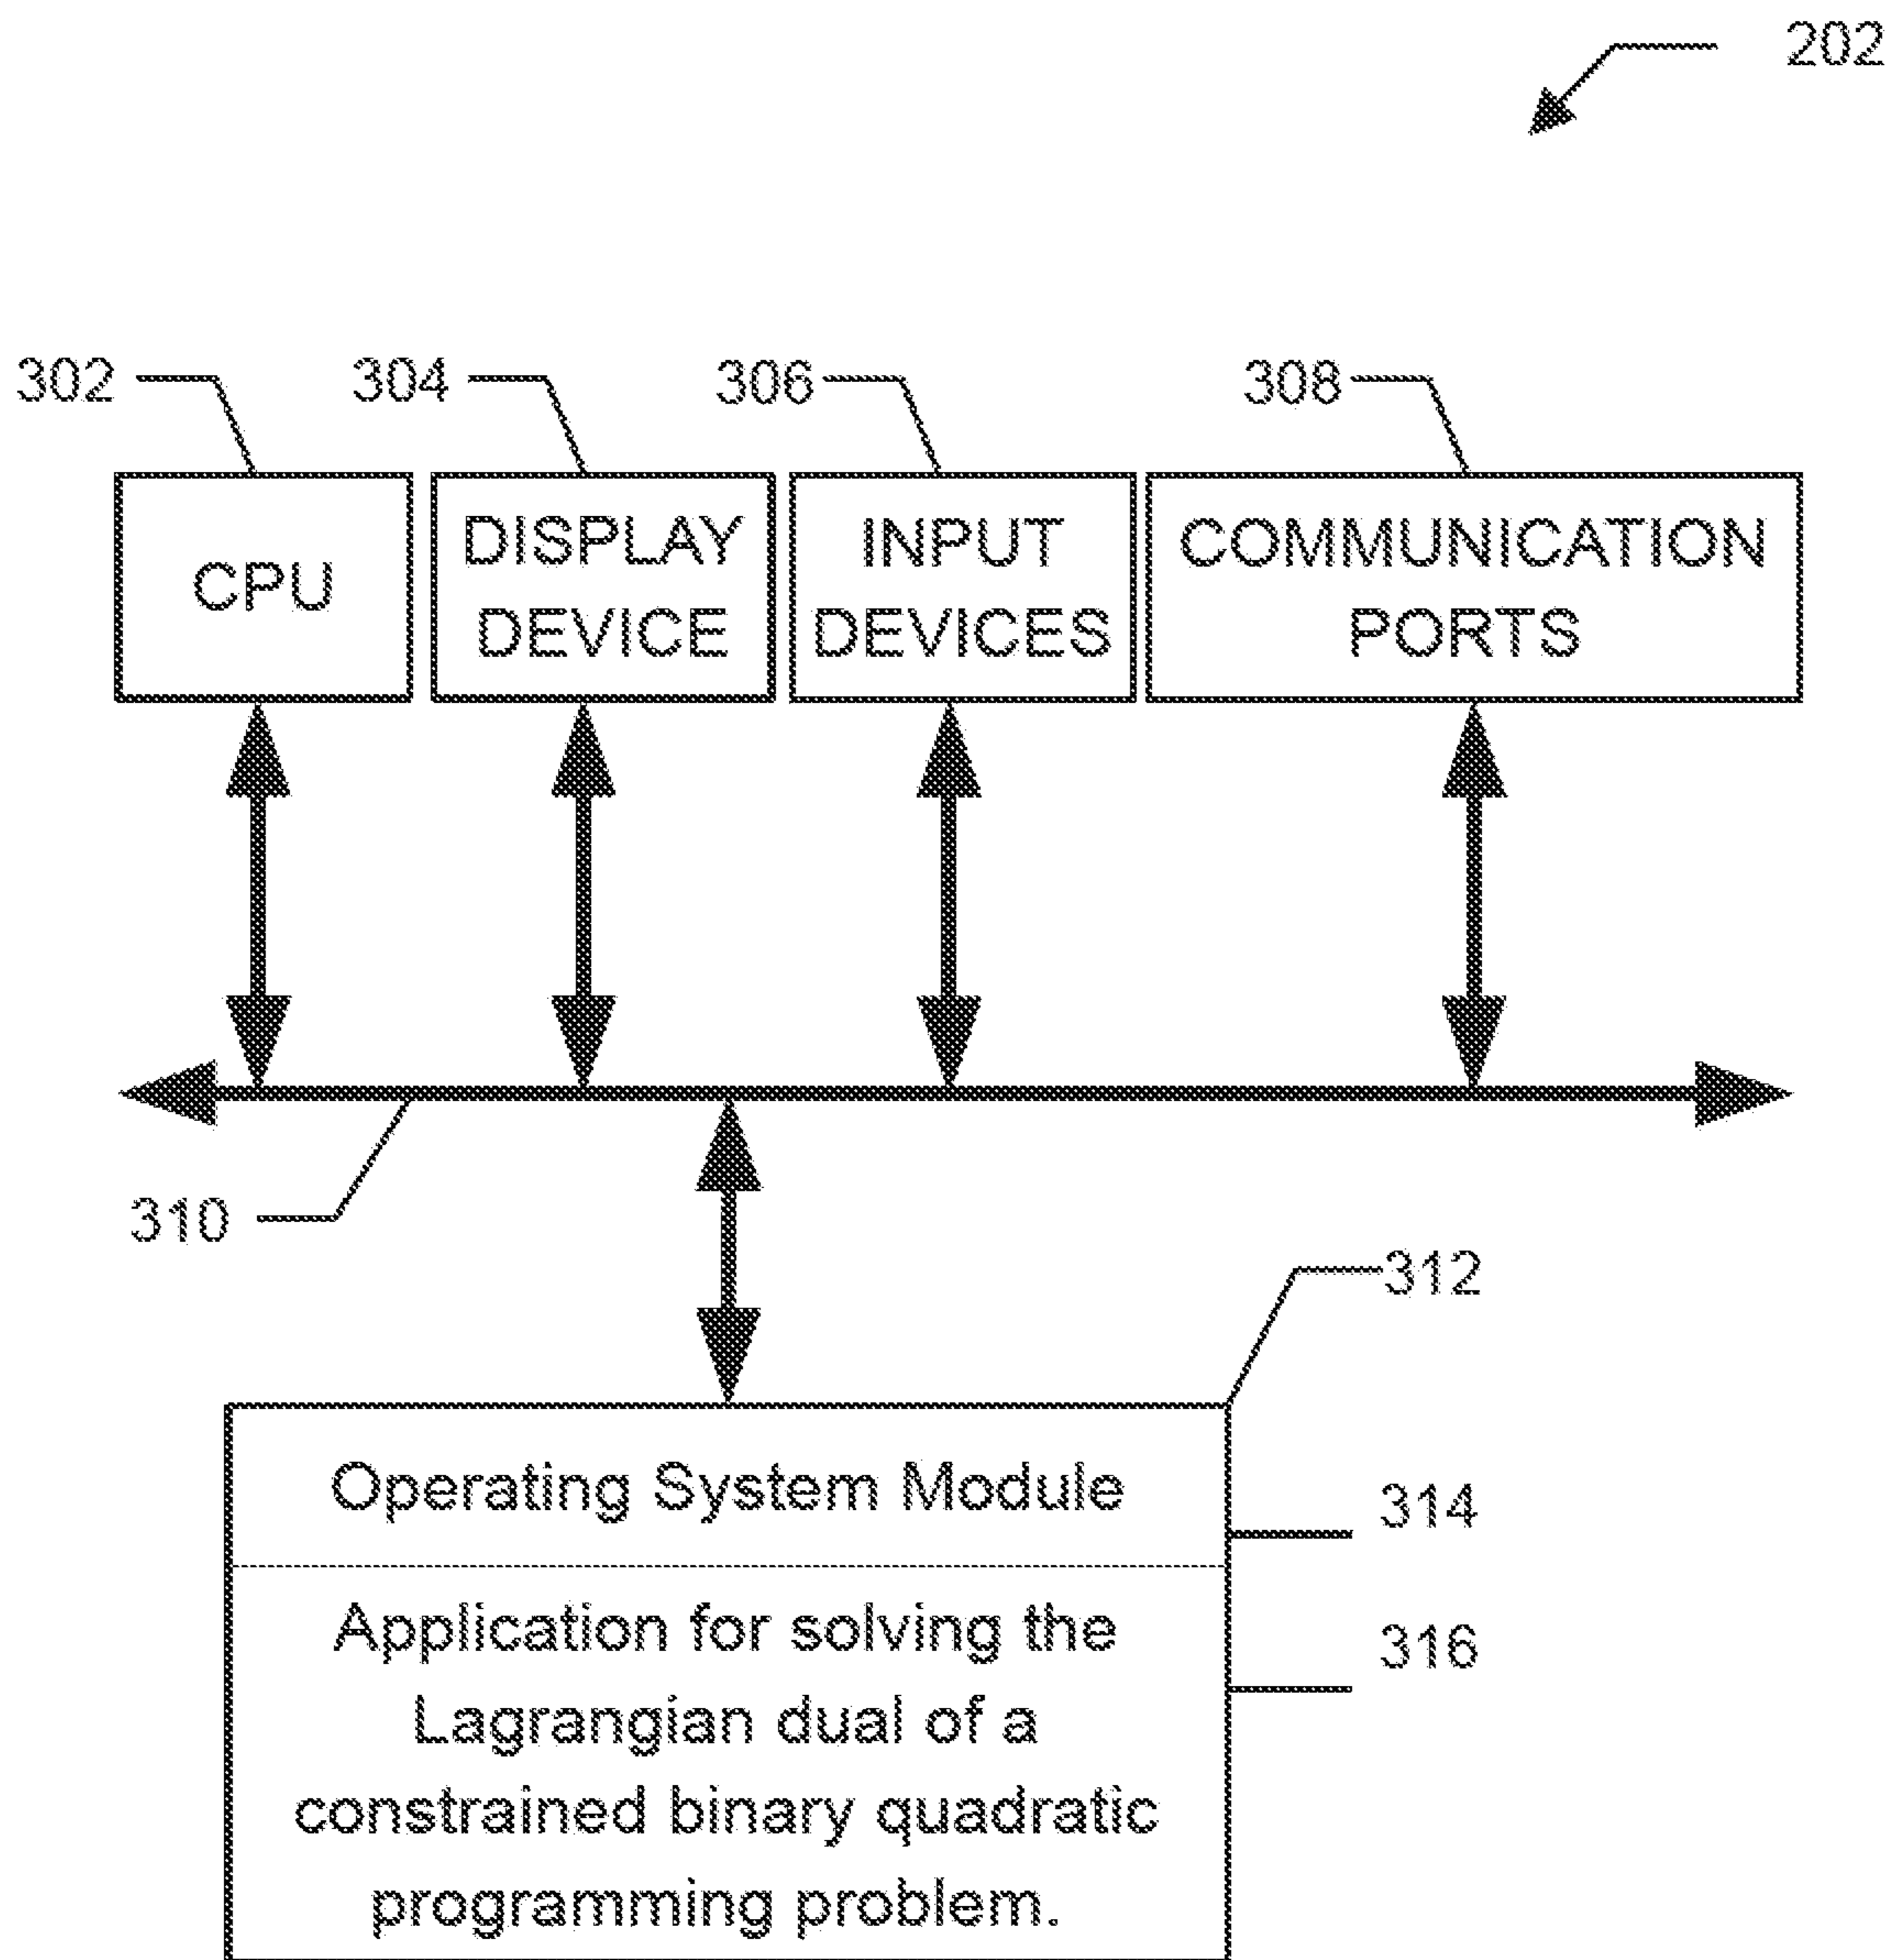 202
302
304
306
308
CPU
DISPLAY
DEVICE
INPUT
DEVICES
COMMUNICATION
PORTS
310
312
Operating System Module
314
Application for solving the
316
Lagrangian dual of a
constrained binary quadratic
programming problem.